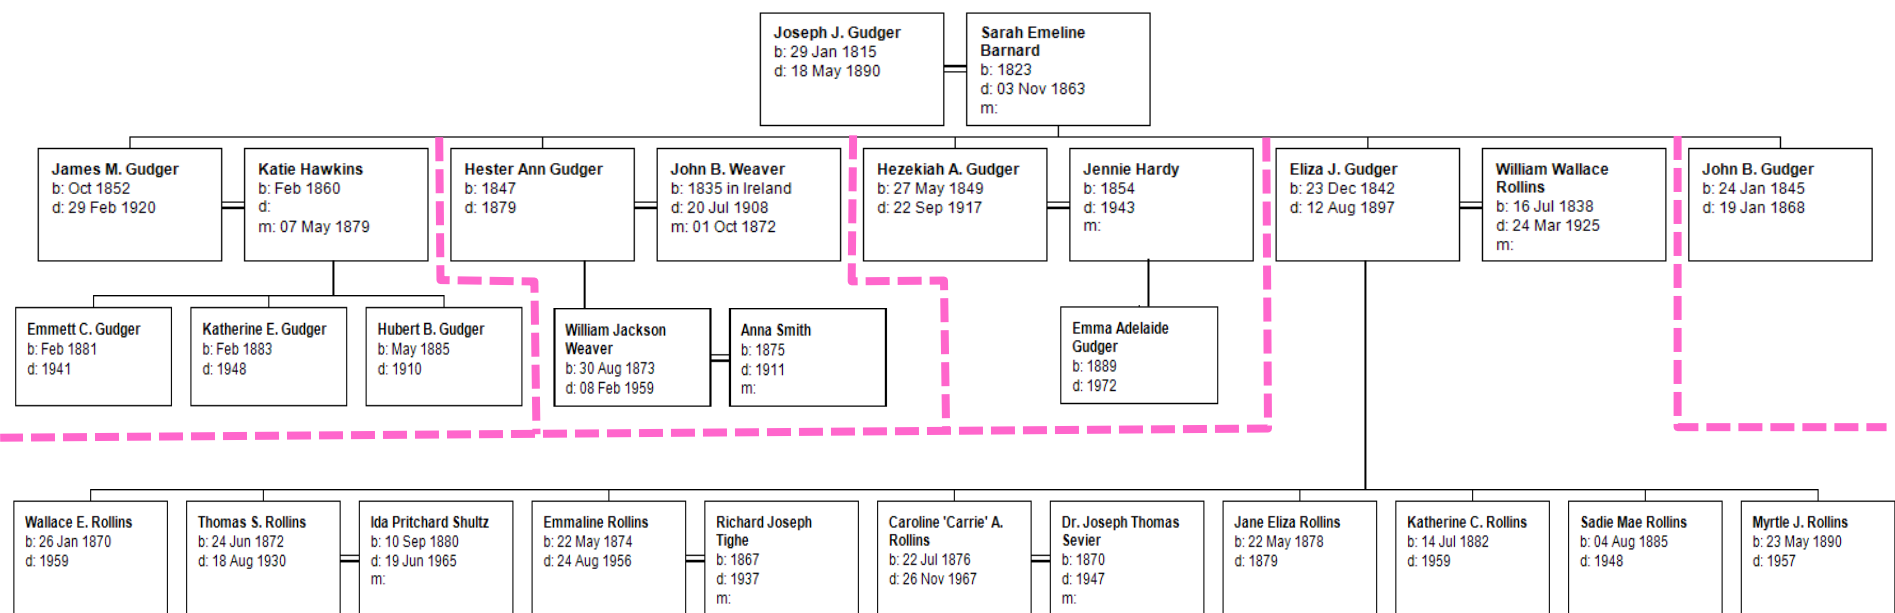 Joseph J. Gudger
b: 29 Jan 1815
d: 18 May 1890
Sarah Emeline
Barnard
b: 1823
d: 03 Nov 1863
m:
James M. Gudger
b: Oct 1852
d: 29 Feb 1920
Katie Hawkins
b: Feb 1860
d:
m: 07 May 1879
Hester Ann Gudger
b: 1847
d: 1879
John B. Weaver
b: 1835 in Ireland
d: 20 Jul 1908
m: 01 Oct 1872
Hezekiah A. Gudger
b: 27 May 1849
d: 22 Sep 1917
Jennie Hardy
b: 1854
d: 1943
m:
Eliza J. Gudger
b: 23 Dec 1842
d: 12 Aug 1897
William Wallace
Rollins
b: 16 Jul 1838
d: 24 Mar 1925
m:
John B. Gudger
b: 24 Jan 1845
d: 19 Jan 1868
Emmett C. Gudger
b: Feb 1881
d: 1941
Katherine E. Gudger
b: Feb 1883
d: 1948
Hubert B. Gudger
b: May 1885
d: 1910
William Jackson
Weaver
b: 30 Aug 1873
d: 08 Feb 1959
Anna Smith
b: 1875
d: 1911
m:
Emma Adelaide
Gudger
b: 1889
d: 1972
Wallace E. Rollins
b: 26 Jan 1870
d: 1959
Thomas S. Rollins
b: 24 Jun 1872
d: 18 Aug 1930
Ida Pritchard Shultz
b: 10 Sep 1880
d: 19 Jun 1965
m:
Emmaline Rollins
b: 22 May 1874
d: 24 Aug 1956
Richard Joseph
Tighe
b: 1867
d: 1937
m:
Caroline 'Carrie' A.
Rollins
b: 22 Jul 1876
d: 26 Nov 1967
Dr. Joseph Thomas
Sevier
b: 1870
d: 1947
m:
Jane Eliza Rollins
b: 22 May 1878
d: 1879
Katherine C. Rollins
b: 14 Jul 1882
d: 1959
Sadie Mae Rollins
b: 04 Aug 1885
d: 1948
Myrtle J. Rollins
b: 23 May 1890
d: 1957